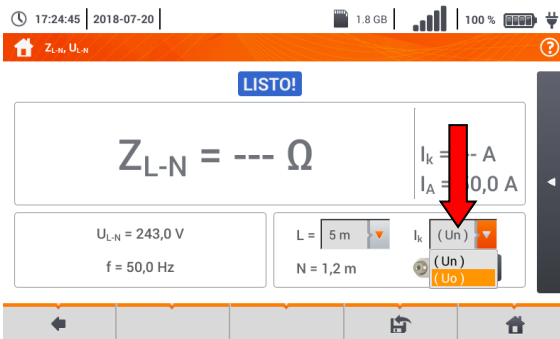 17:24:45 2018-07-20 1.8 GB 100 %
ZL-N, UL-N ?
LISTO!
ZL-N = --- Ω
Ik = - A
IA = 0,0 A
UL-N = 243,0 V
f = 50,0 Hz
L = 5 m
Ik (Un)
N = 1,2 m
(Un)
(Uo)